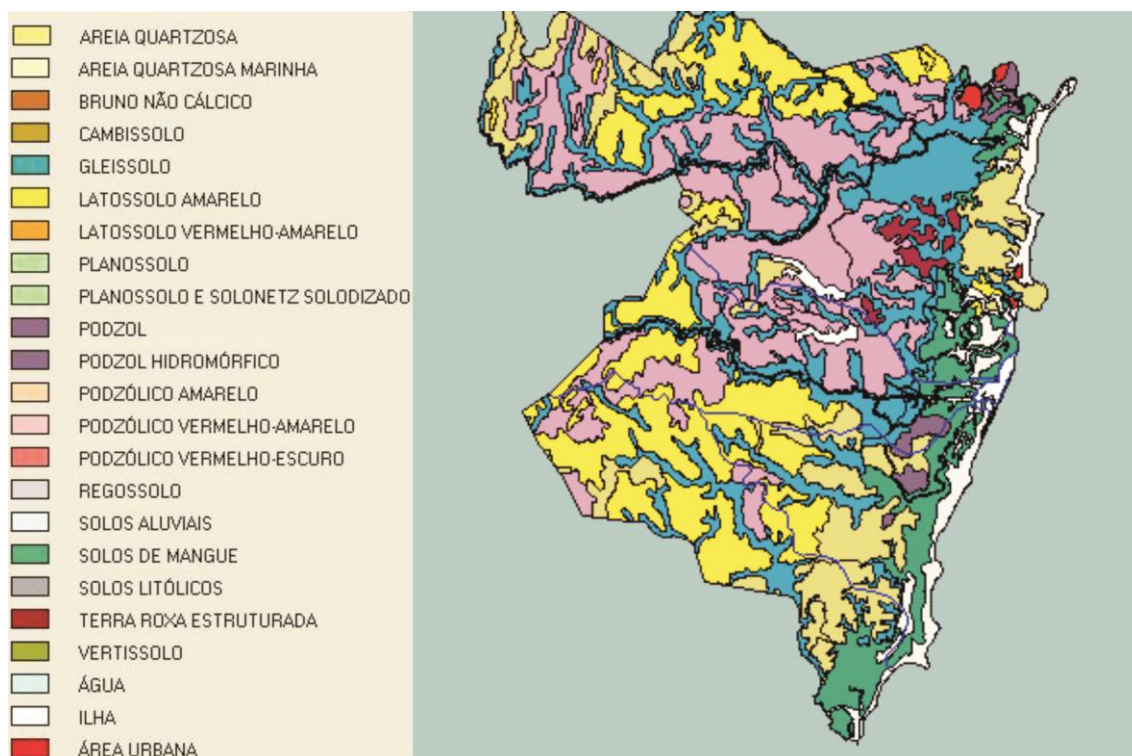 AREIA QUARTZOSA
AREIA QUARTZOSA MARINHA
BRUNO NÃO CÁLCICO
CAMBISSOLO
GLEISSOLO
LATOSSOLO AMARELO
LATOSSOLO VERMELHO-AMARELO
PLANOSSOLO
PLANOSSOLO E SOLONETZ SOLODIZADO
PODZOL
PODZOL HIDROMÓRFICO
PODZÓLICO AMARELO
PODZÓLICO VERMELHO-AMARELO
PODZÓLICO VERMELHO-ESCURO
REGOSSOLO
SOLOS ALUVIAIS
SOLOS DE MANGUE
SOLOS LITÓLICOS
TERRA ROXA ESTRUTURADA
VERTISSOLO
ÁGUA
ILHA
ÁREA URBANA